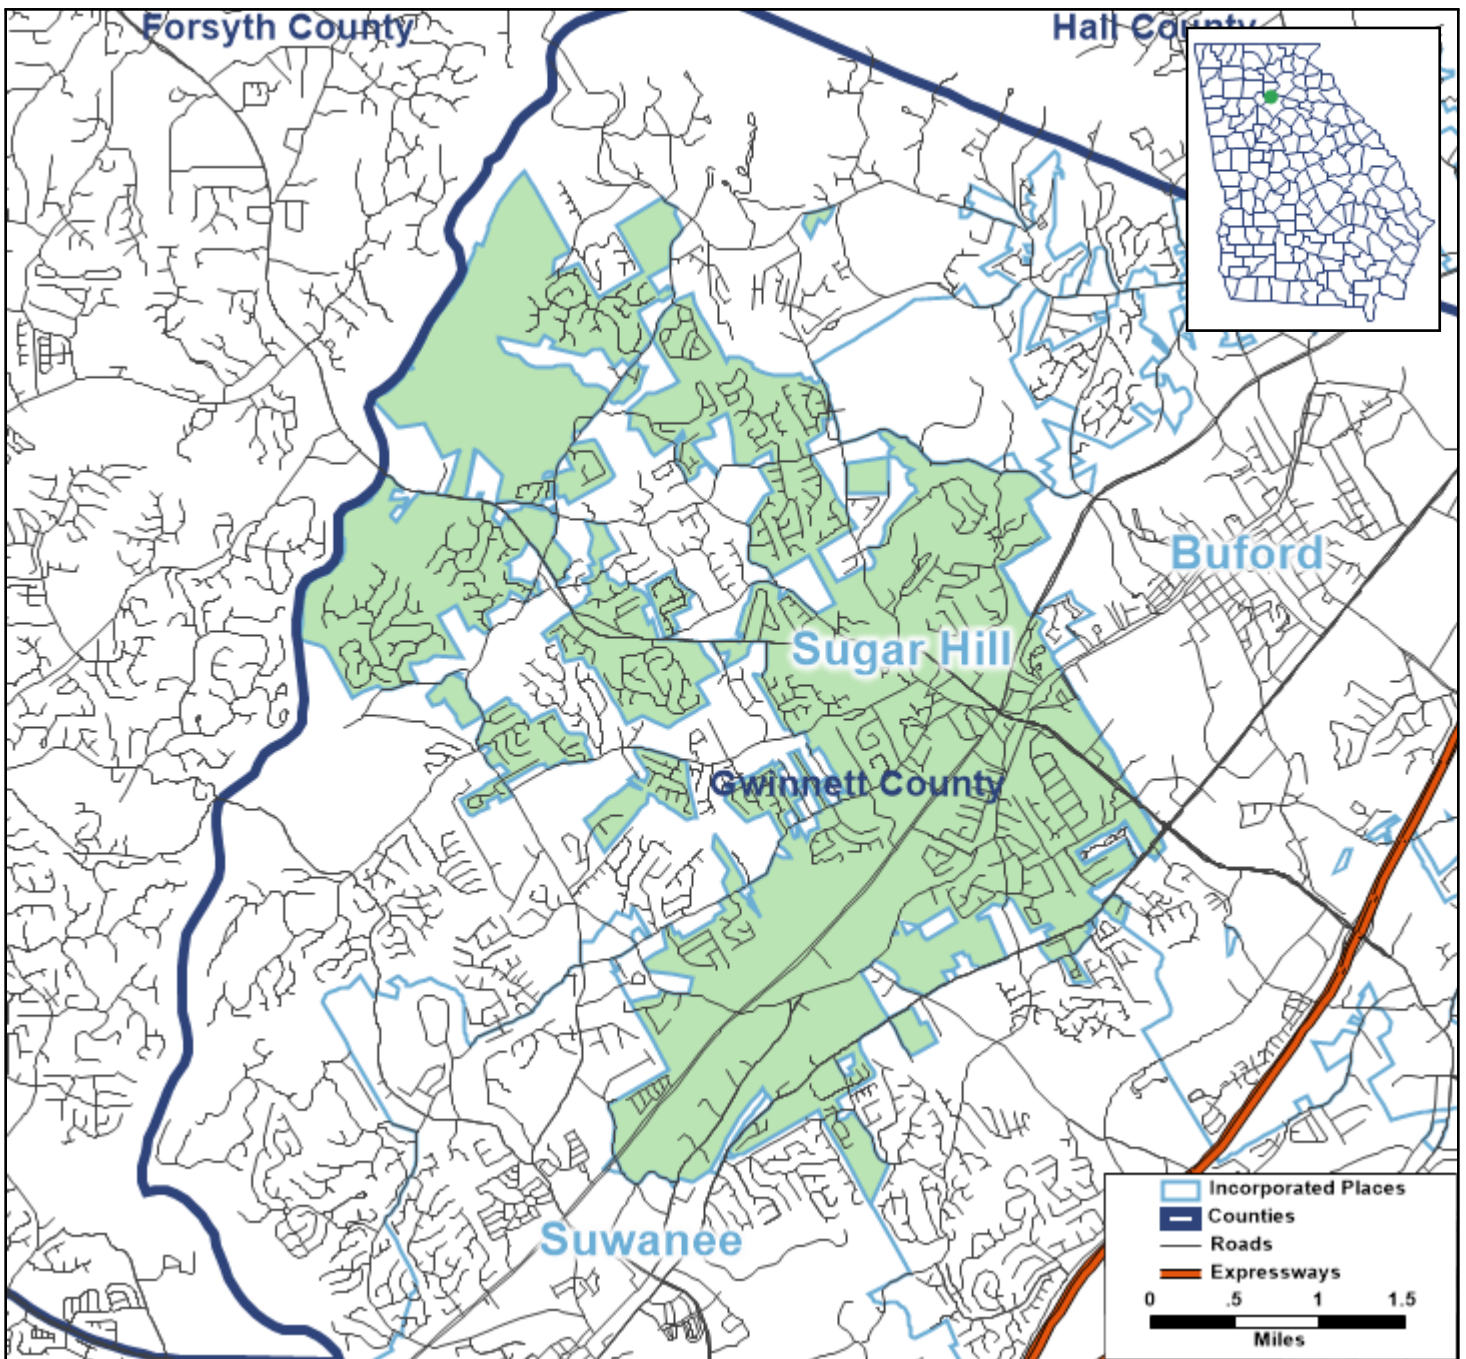 Forsyth County
Hall County
Buford
Sugar Hill
Gwinnett County
Suwanee
Incorporated Places
Counties
Roads
Expressways
0 .5 1 1.5
Miles